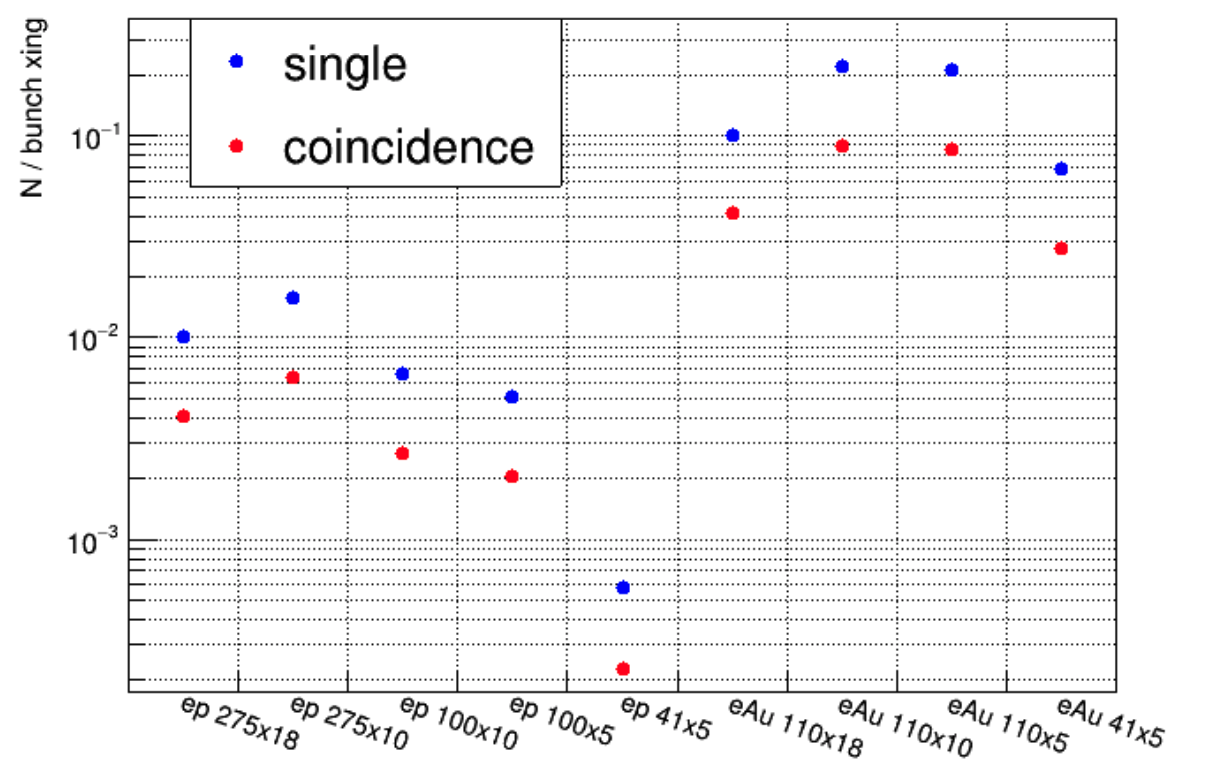 N / bunch xing
single
coincidence
10⁻¹
10⁻²
10⁻³
ep 275x18
ep 275x10
ep 100x10
ep 100x5
ep 41x5
eAu 110x18
eAu 110x10
eAu 110x5
eAu 41x5